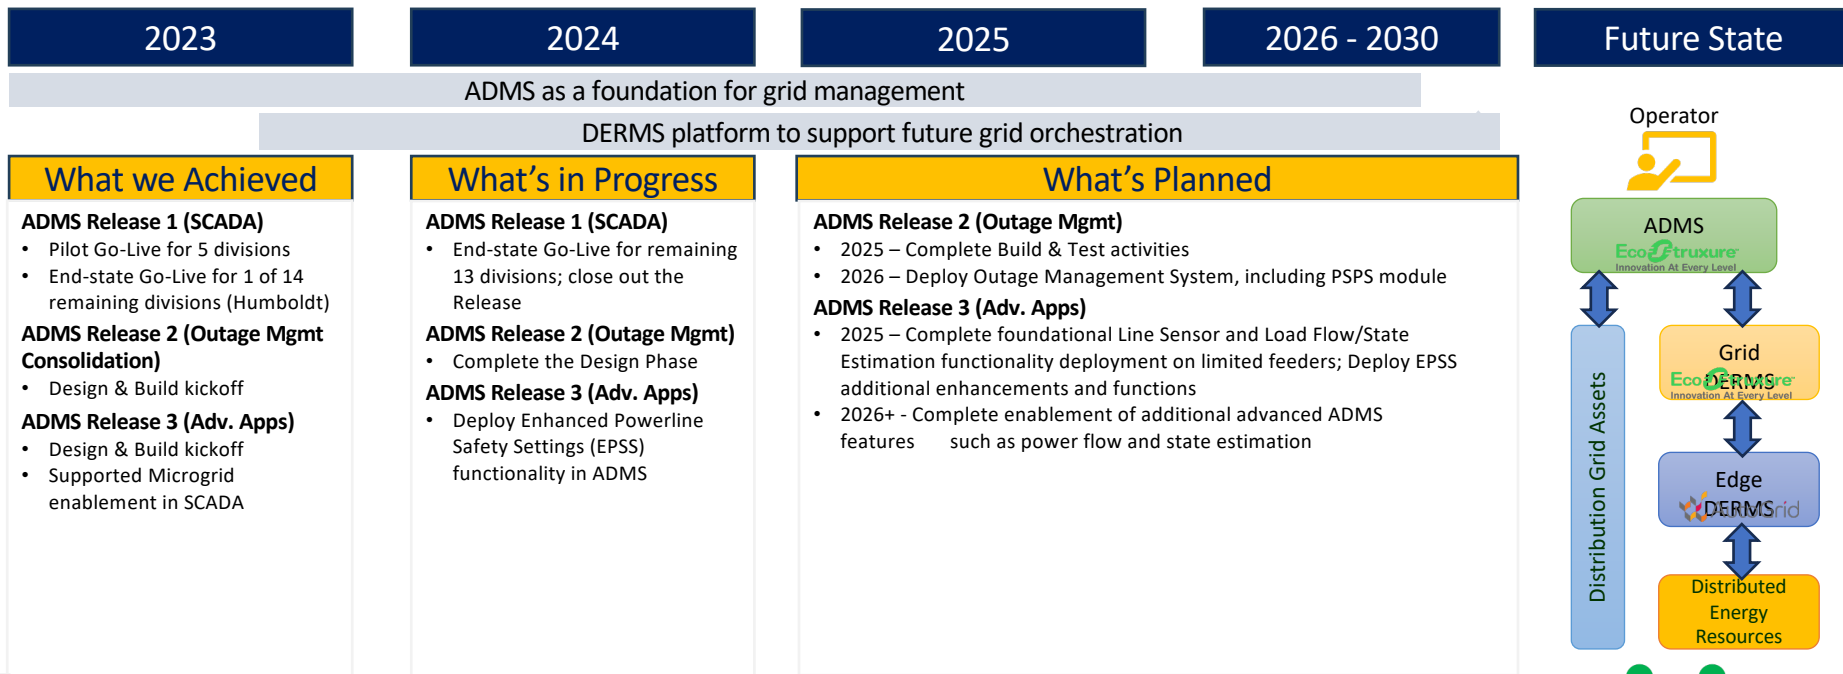 2023
2024
2025
2026 - 2030
Future State
ADMS as a foundation for grid management
DERMS platform to support future grid orchestration
What we Achieved
ADMS Release 1 (SCADA)
• Pilot Go-Live for 5 divisions
• End-state Go-Live for 1 of 14
remaining divisions (Humboldt)
ADMS Release 2 (Outage Mgmt
Consolidation)
• Design & Build kickoff
ADMS Release 3 (Adv. Apps)
• Design & Build kickoff
• Supported Microgrid
enablement in SCADA
What's in Progress
ADMS Release 1 (SCADA)
• End-state Go-Live for remaining
13 divisions; close out the
Release
ADMS Release 2 (Outage Mgmt)
• Complete the Design Phase
ADMS Release 3 (Adv. Apps)
• Deploy Enhanced Powerline
Safety Settings (EPSS)
functionality in ADMS
What's Planned
ADMS Release 2 (Outage Mgmt)
• 2025 – Complete Build & Test activities
• 2026 – Deploy Outage Management System, including PSPS module
ADMS Release 3 (Adv. Apps)
• 2025 – Complete foundational Line Sensor and Load Flow/State
Estimation functionality deployment on limited feeders; Deploy EPSS
additional enhancements and functions
• 2026+ - Complete enablement of additional advanced ADMS
features such as power flow and state estimation
Operator
ADMS
EcoStruxure
Innovation At Every Level
Distribution Grid Assets
Grid
DERMS
EcoStruxure
Innovation At Every Level
Edge
DERMS
AutoGrid
Distributed
Energy
Resources